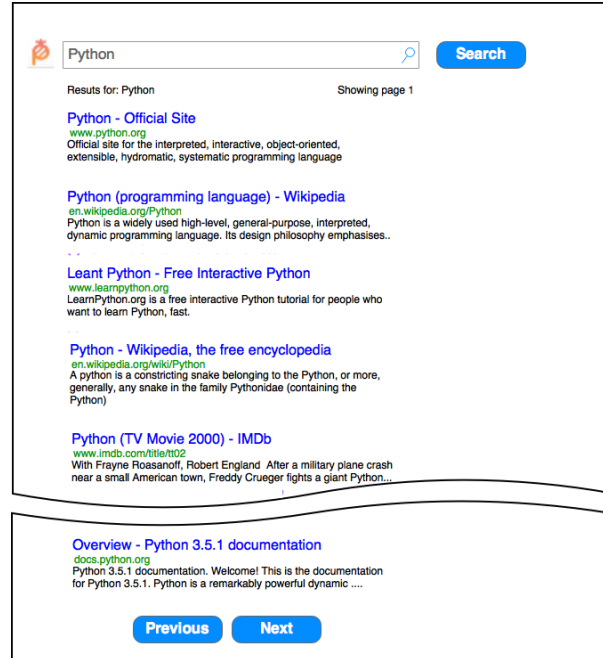 Python
Search
Resuts for: Python
Showing page 1
Python - Official Site
www.python.org
Official site for the interpreted, interactive, object-oriented,
extensible, hydromatic, systematic programming language
Python (programming language) - Wikipedia
en.wikipedia.org/Python
Python is a widely used high-level, general-purpose, interpreted,
dynamic programming language. Its design philosophy emphasises..
Leant Python - Free Interactive Python
www.learnpython.org
LearnPython.org is a free interactive Python tutorial for people who
want to learn Python, fast.
Python - Wikipedia, the free encyclopedia
en.wikipedia.org/wiki/Python
A python is a constricting snake belonging to the Python, or more,
generally, any snake in the family Pythonidae (containing the
Python)
Python (TV Movie 2000) - IMDb
www.imdb.com/title/tt02
With Frayne Roasanoff, Robert England  After a military plane crash
near a small American town, Freddy Crueger fights a giant Python...
Overview - Python 3.5.1 documentation
docs.python.org
Python 3.5.1 documentation. Welcome! This is the documentation
for Python 3.5.1. Python is a remarkably powerful dynamic ....
Previous
Next